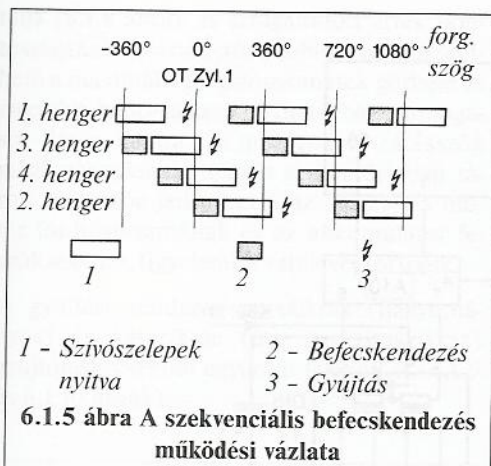 -360° 0° 360° 720° 1080° forg.
OT Zyl.1 szög
1. henger
3. henger
4. henger
2. henger
1 2 3
1 - Szívószelepek 2 - Befecskendezés
nyitva 3 - Gyújtás
6.1.5 ábra A szekvenciális befecskendezés
működési vázlata